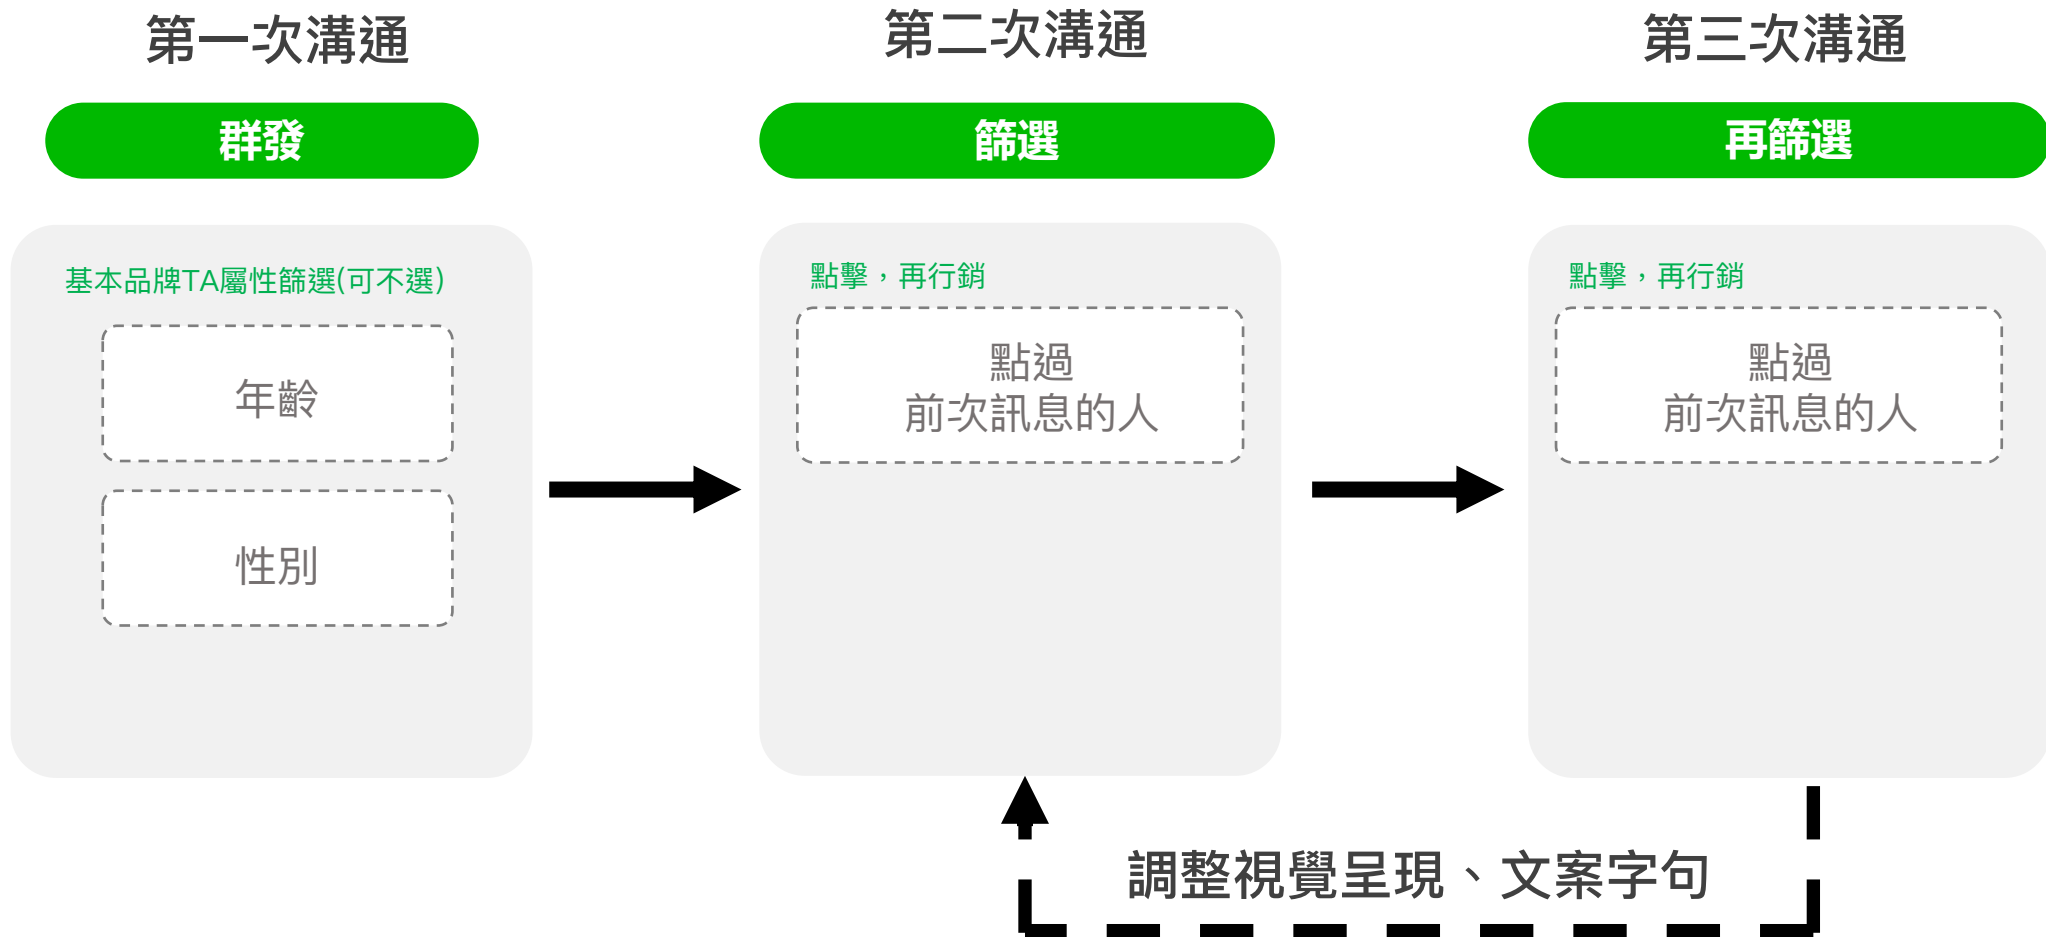 第一次溝通
第二次溝通
第三次溝通
群發
篩選
再篩選
基本品牌TA屬性篩選(可不選)
年齡
性別
點擊，再行銷
點過
前次訊息的人
點擊，再行銷
點過
前次訊息的人
調整視覺呈現、文案字句